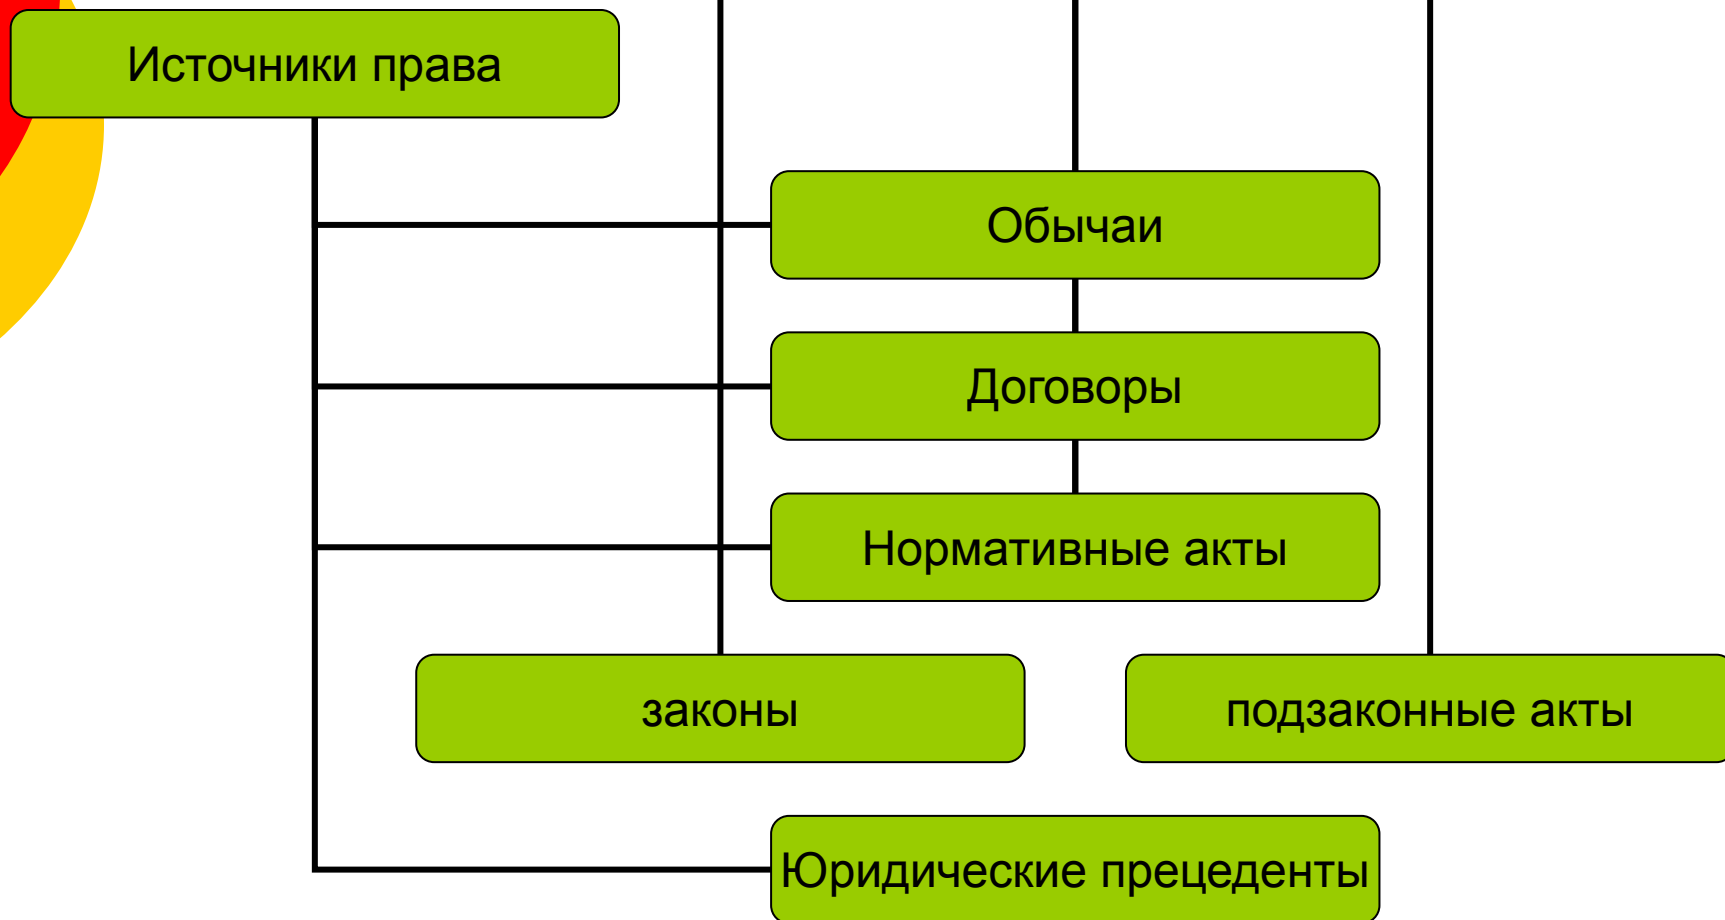 Источники права
Обычаи
Договоры
Нормативные акты
законы
подзаконные акты
Юридические прецеденты